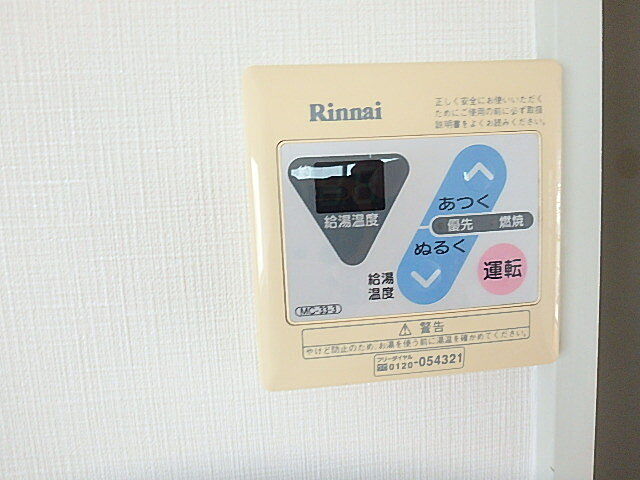 Rinnai
正しく安全にお使いいただく
ためにご使用の前に必ず取扱
説明書をよくお読みください。
給湯温度
あつく
優先 燃焼
ぬるく
給湯
温度
運転
MC-33-3
警告
やけど防止のため、お湯を使う前に湯温を確かめてください。
フリーダイヤル
0120-054321